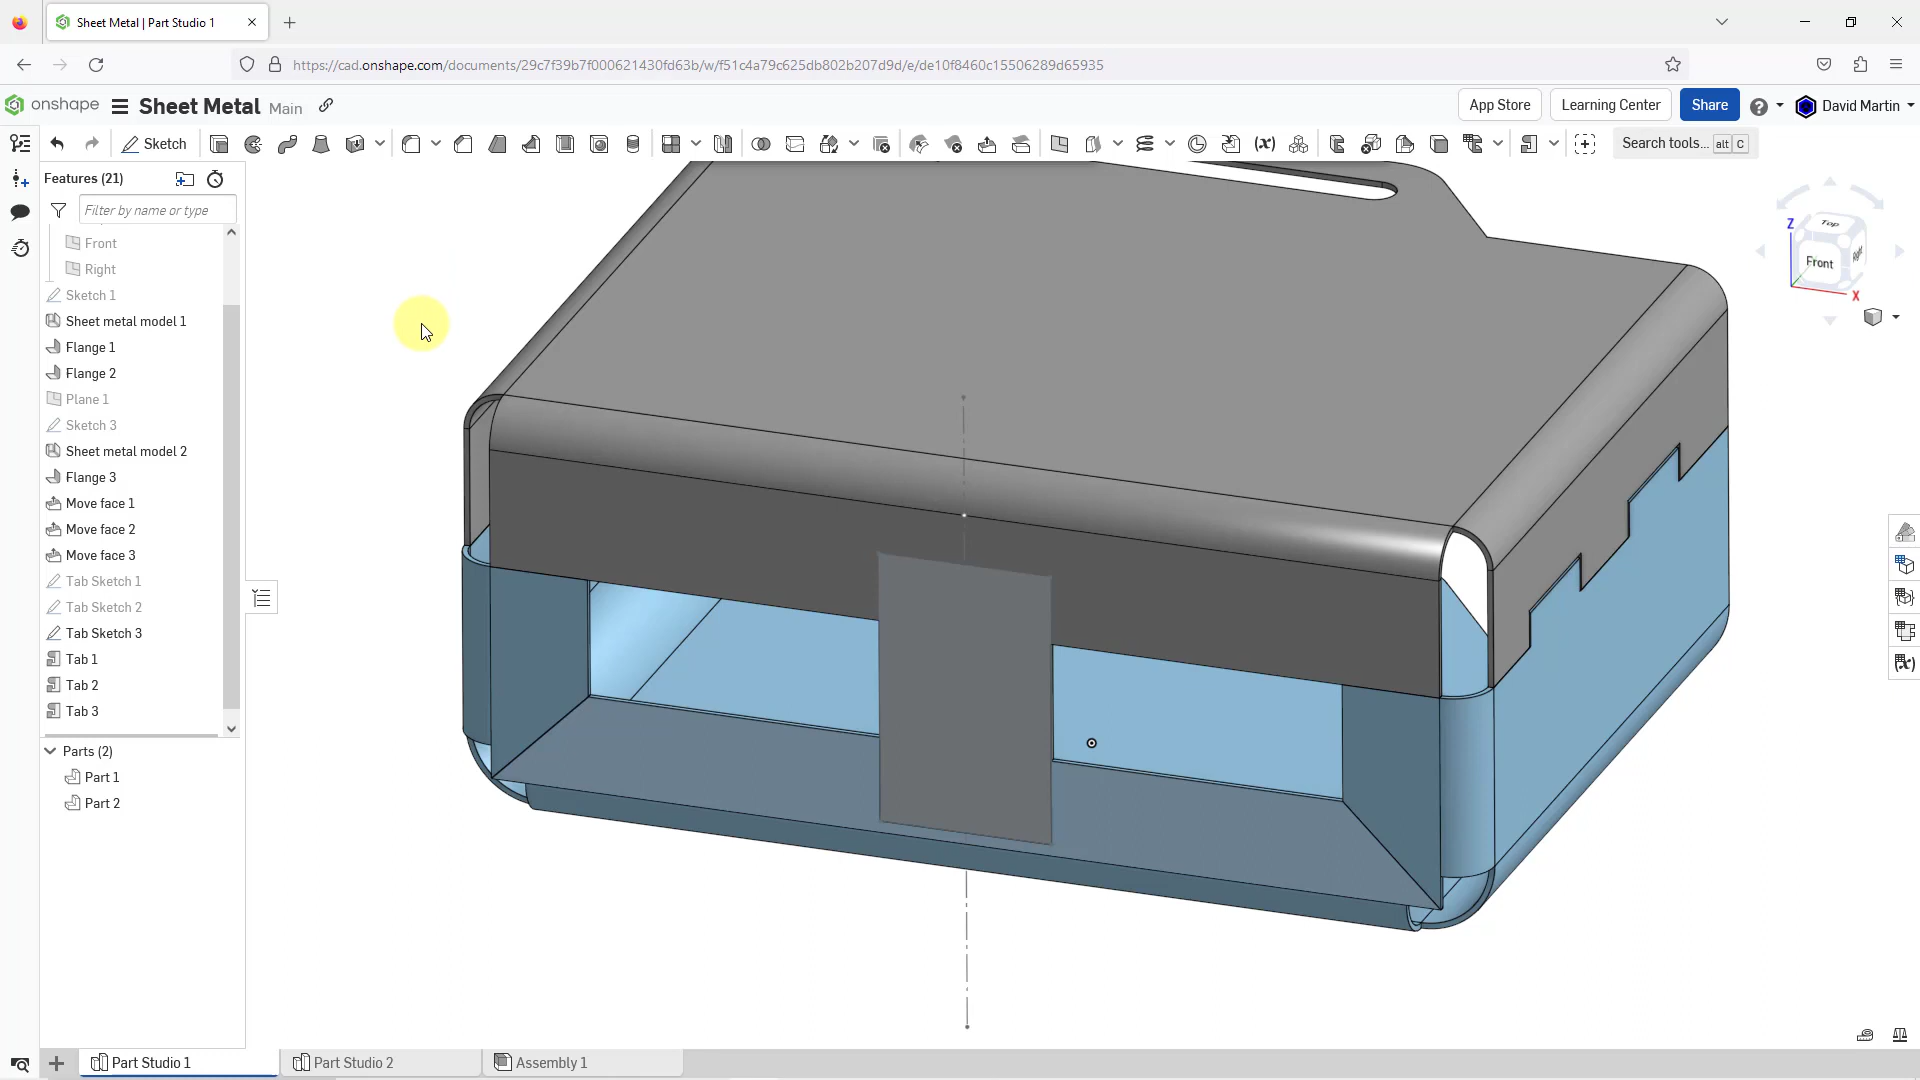 Sheet Metal | Part Studio 1
https://cad.onshape.com/documents/29c7f39b7f000621430fd63b/w/f51c4a79c625db802b207d9d/e/de10f8460c15506289d65935
onshape Sheet Metal Main App Store Learning Center Share David Martin
Sketch Search tools... alt C
Features (21)
Filter by name or type
Front
Right
Sketch 1
Sheet metal model 1
Flange 1
Flange 2
Plane 1
Sketch 3
Sheet metal model 2
Flange 3
Move face 1
Move face 2
Move face 3
Tab Sketch 1
Tab Sketch 2
Tab Sketch 3
Tab 1
Tab 2
Tab 3
Parts (2)
Part 1
Part 2
Z
Top
Front
Right
X
Part Studio 1 Part Studio 2 Assembly 1